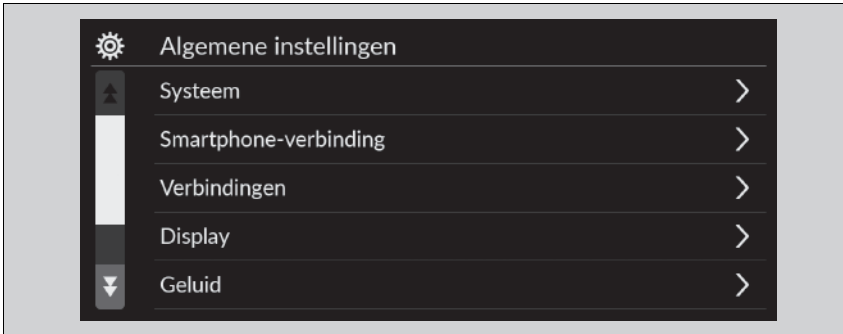 Algemene instellingen
Systeem
Smartphone-verbinding
Verbindingen
Display
Geluid